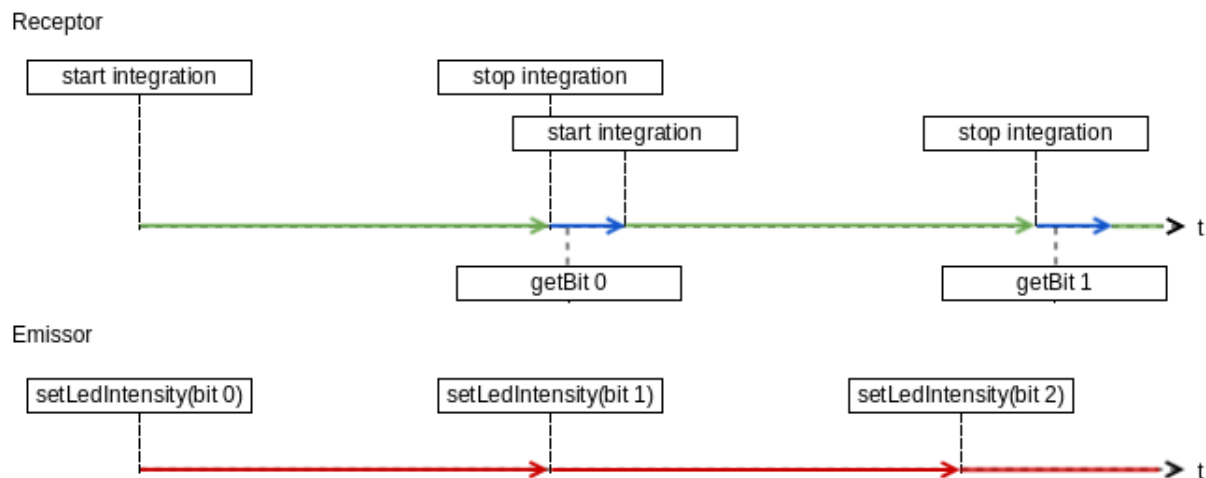 Receptor
start integration
stop integration
start integration
stop integration
t
getBit 0
getBit 1
Emissor
setLedIntensity(bit 0)
setLedIntensity(bit 1)
setLedIntensity(bit 2)
t